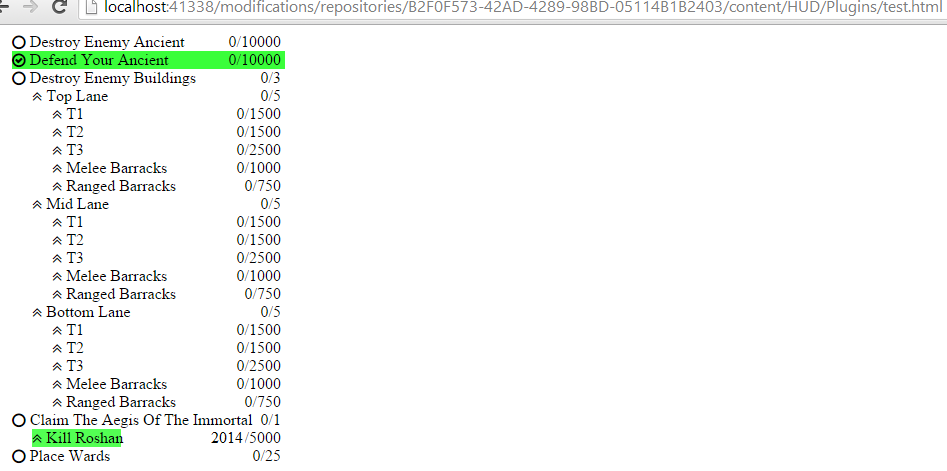 localhost:41338/modifications/repositories/B2F0F573-42AD-4289-98BD-05114B1B2403/content/HUD/Plugins/test.html
Destroy Enemy Ancient 0/10000
Defend Your Ancient 0/10000
Destroy Enemy Buildings 0/3
Top Lane 0/5
T1 0/1500
T2 0/1500
T3 0/2500
Melee Barracks 0/1000
Ranged Barracks 0/750
Mid Lane 0/5
T1 0/1500
T2 0/1500
T3 0/2500
Melee Barracks 0/1000
Ranged Barracks 0/750
Bottom Lane 0/5
T1 0/1500
T2 0/1500
T3 0/2500
Melee Barracks 0/1000
Ranged Barracks 0/750
Claim The Aegis Of The Immortal 0/1
Kill Roshan 2014/5000
Place Wards 0/25